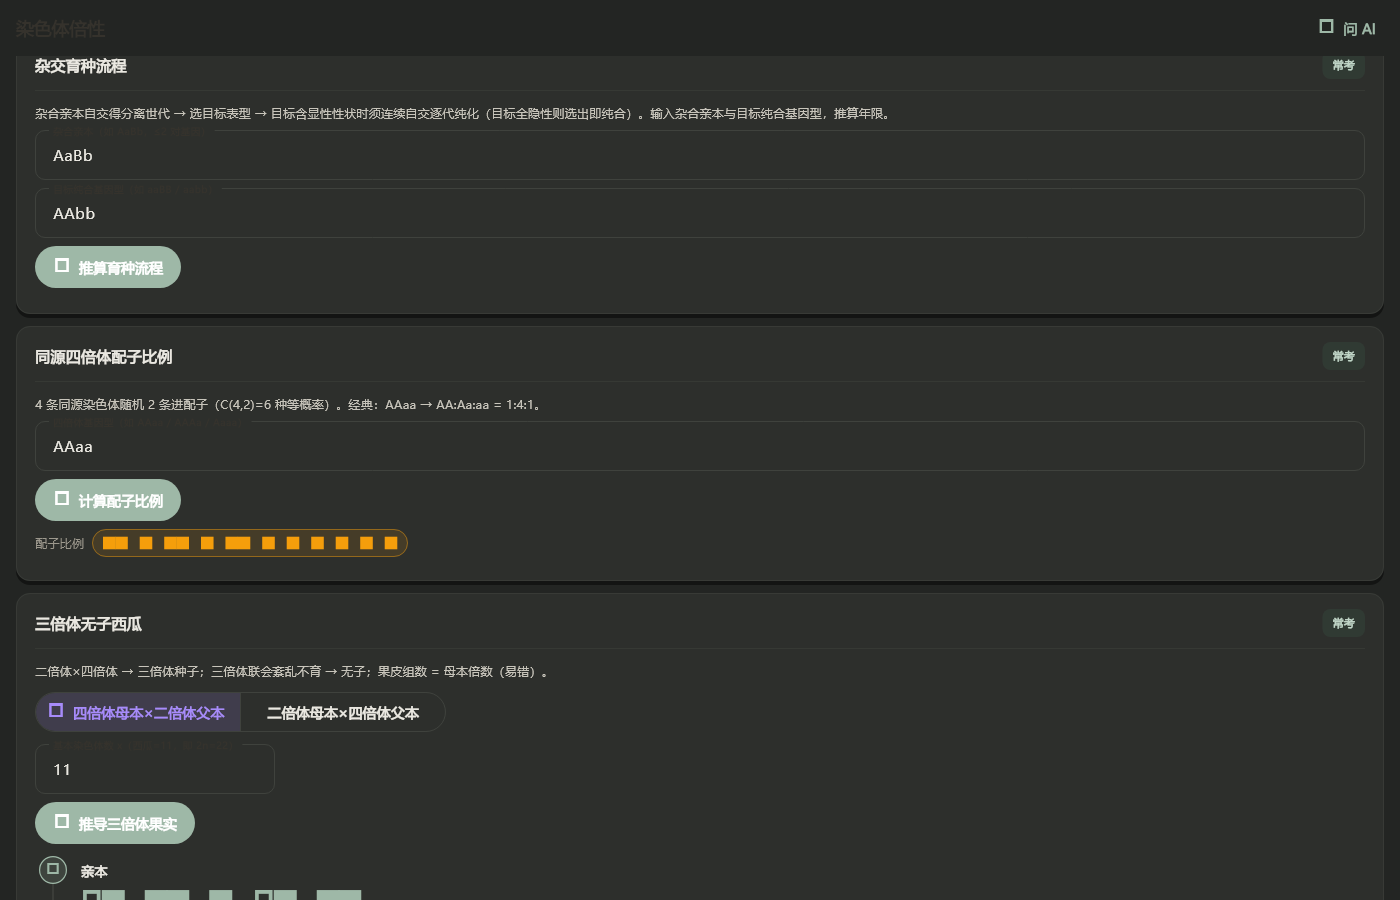 染色体倍性
问 AI
杂交育种流程
常考
杂合亲本自交得分离世代 → 选目标表型 → 目标含显性性状时须连续自交逐代纯化（目标全隐性则选出即纯合）。输入杂合亲本与目标纯合基因型，推算年限。
AaBb
AAbb
推算育种流程
同源四倍体配子比例
常考
4 条同源染色体随机 2 条进配子（C(4,2)=6 种等概率）。经典：AAaa → AA:Aa:aa = 1:4:1。
AAaa
计算配子比例
配子比例
三倍体无子西瓜
常考
二倍体×四倍体 → 三倍体种子；三倍体联会紊乱不育 → 无子；果皮组数 = 母本倍数（易错）。
四倍体母本×二倍体父本
二倍体母本×四倍体父本
11
推导三倍体果实
亲本